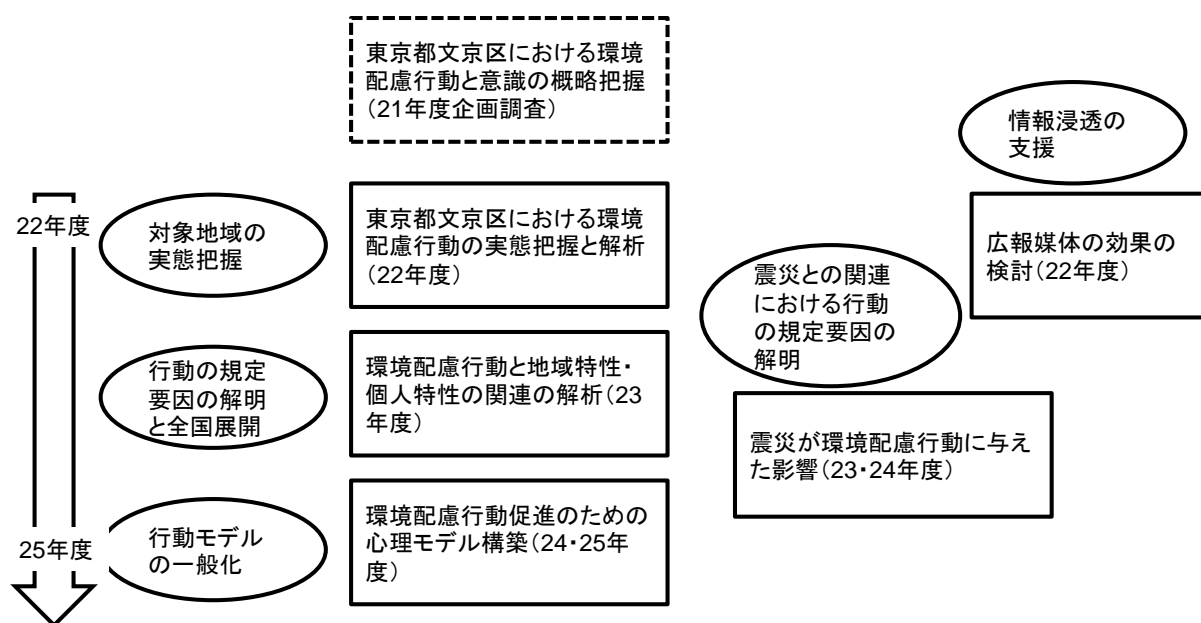 東京都文京区における環境
配慮行動と意識の概略把握
（21年度企画調査）
情報浸透の
支援
22年度
対象地域の
実態把握
東京都文京区における環境
配慮行動の実態把握と解析
（22年度）
広報媒体の効果の
検討（22年度）
震災との関連
における行動
の規定要因の
解明
行動の規定
要因の解明
と全国展開
環境配慮行動と地域特性・
個人特性の関連の解析（23
年度）
震災が環境配慮行動に与え
た影響（23・24年度）
25年度
行動モデル
の一般化
環境配慮行動促進のための
心理モデル構築（24・25年
度）